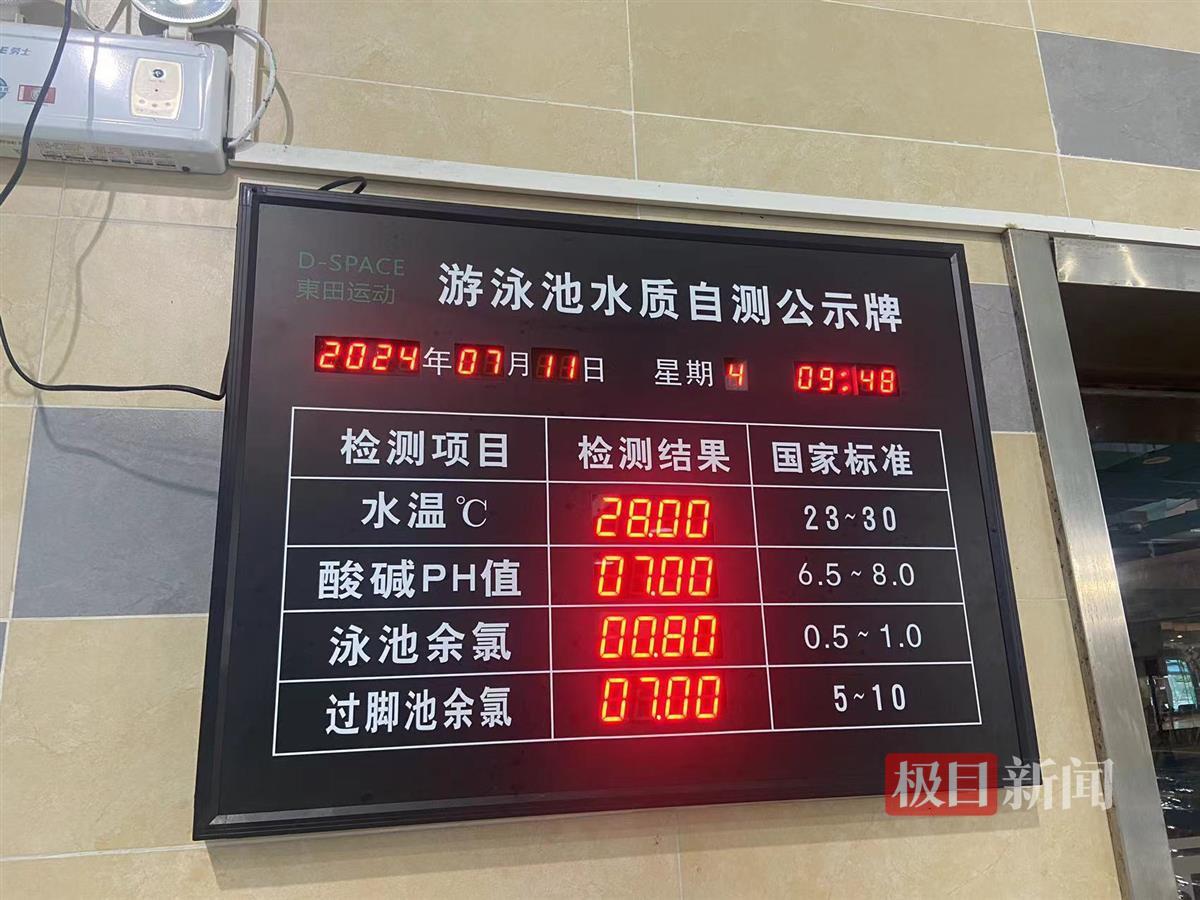 E劳士
D-SPACE
東田运动
游泳池水质自测公示牌
2024年07月11日 星期4 09:48
检测项目 检测结果 国家标准
水温℃ 28.00 23~30
酸碱PH值 07.00 6.5~8.0
泳池余氯 00.80 0.5~1.0
过脚池余氯 07.00 5~10
极目新闻